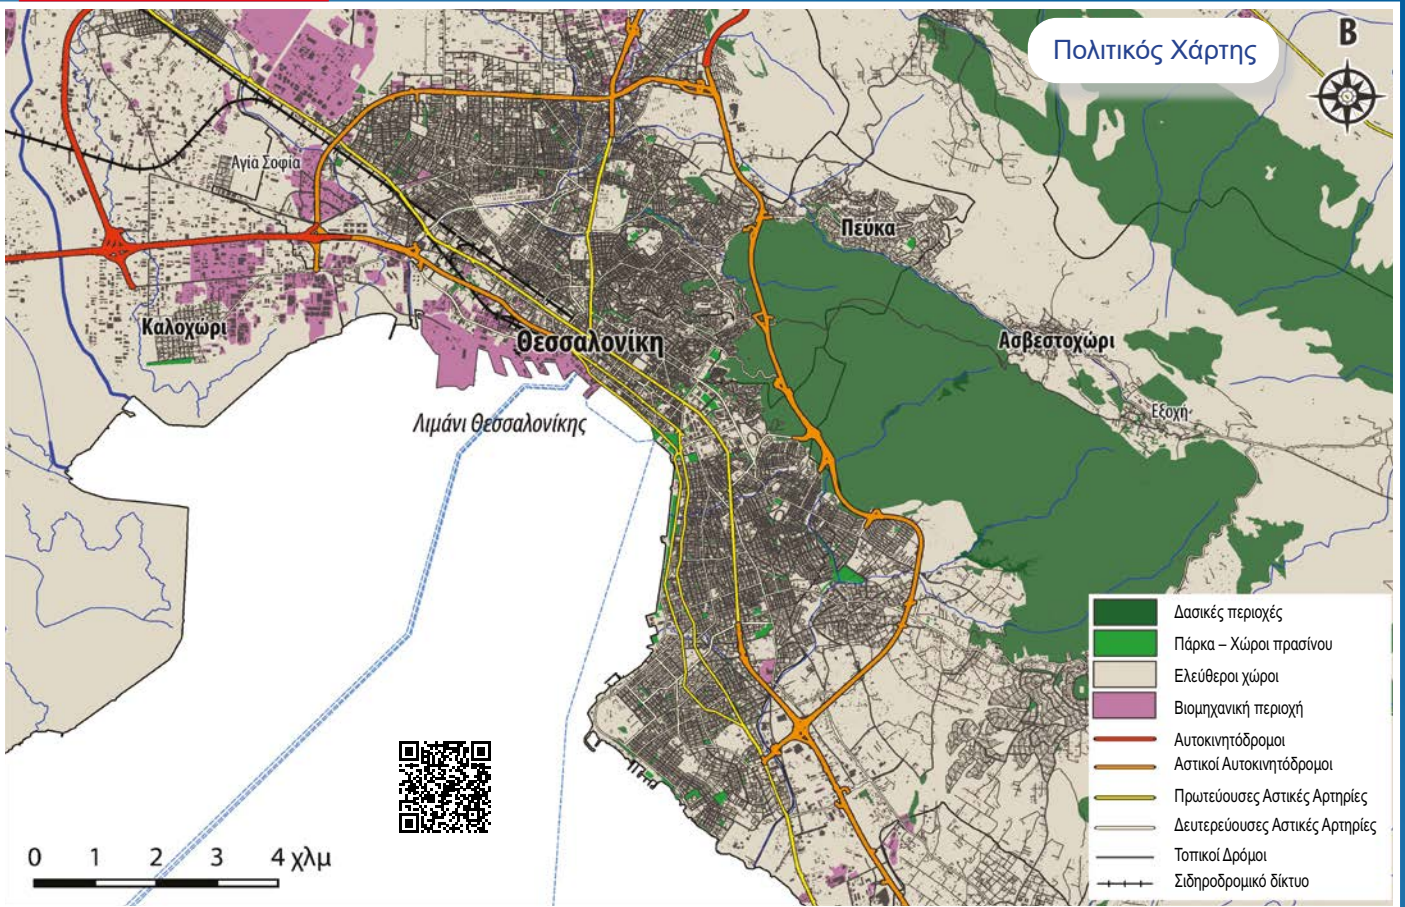 Πολιτικός Χάρτης
Β
Αγία Σοφία
Πεύκα
Καλοχώρι
Θεσσαλονίκη
Ασβεστοχώρι
Εξοχή
Λιμάνι Θεσσαλονίκης
Δασικές περιοχές
Πάρκα – Χώροι πρασίνου
Ελεύθεροι χώροι
Βιομηχανική περιοχή
Αυτοκινητόδρομοι
Αστικοί Αυτοκινητόδρομοι
Πρωτεύουσες Αστικές Αρτηρίες
Δευτερεύουσες Αστικές Αρτηρίες
Τοπικοί Δρόμοι
Σιδηροδρομικό δίκτυο
0 1 2 3 4 χλμ